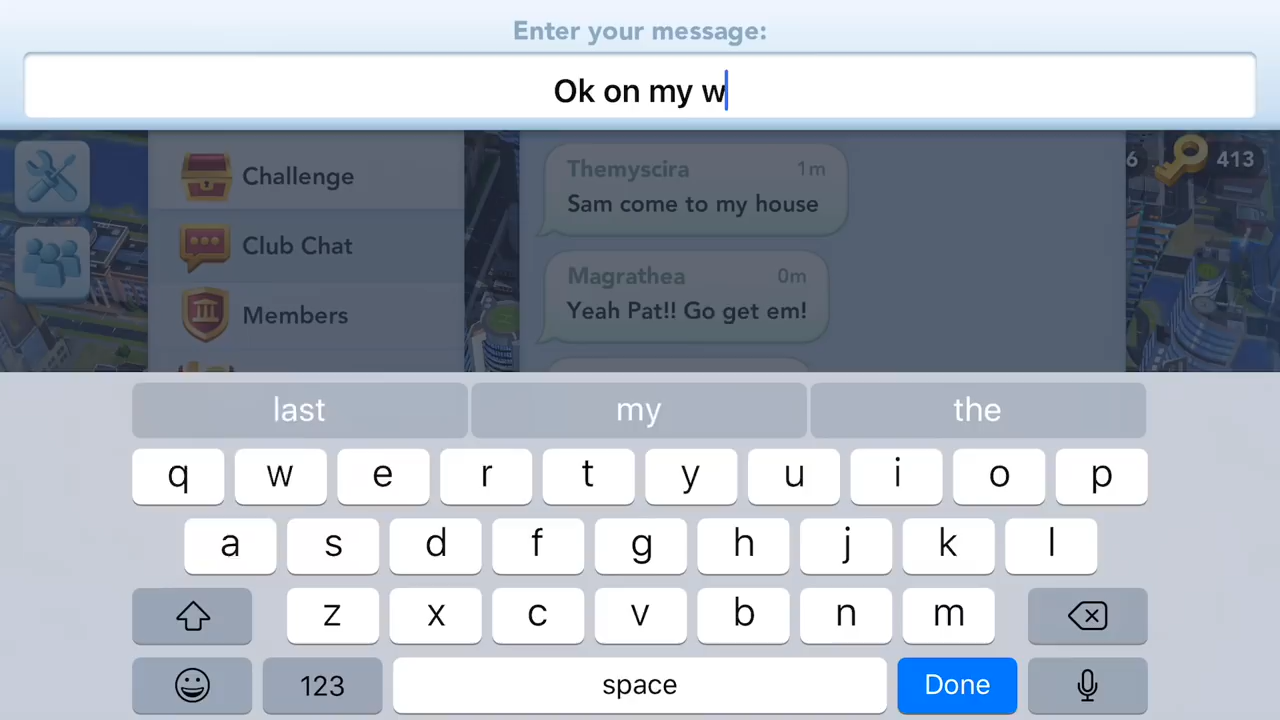 Enter your message:
Ok on my w
Challenge
Club Chat
Members
Themyscira 1m
Sam come to my house
Magrathea 0m
Yeah Pat!! Go get em!
6 413
last my the
q w e r t y u i o p
a s d f g h j k l
z x c v b n m
123 space Done